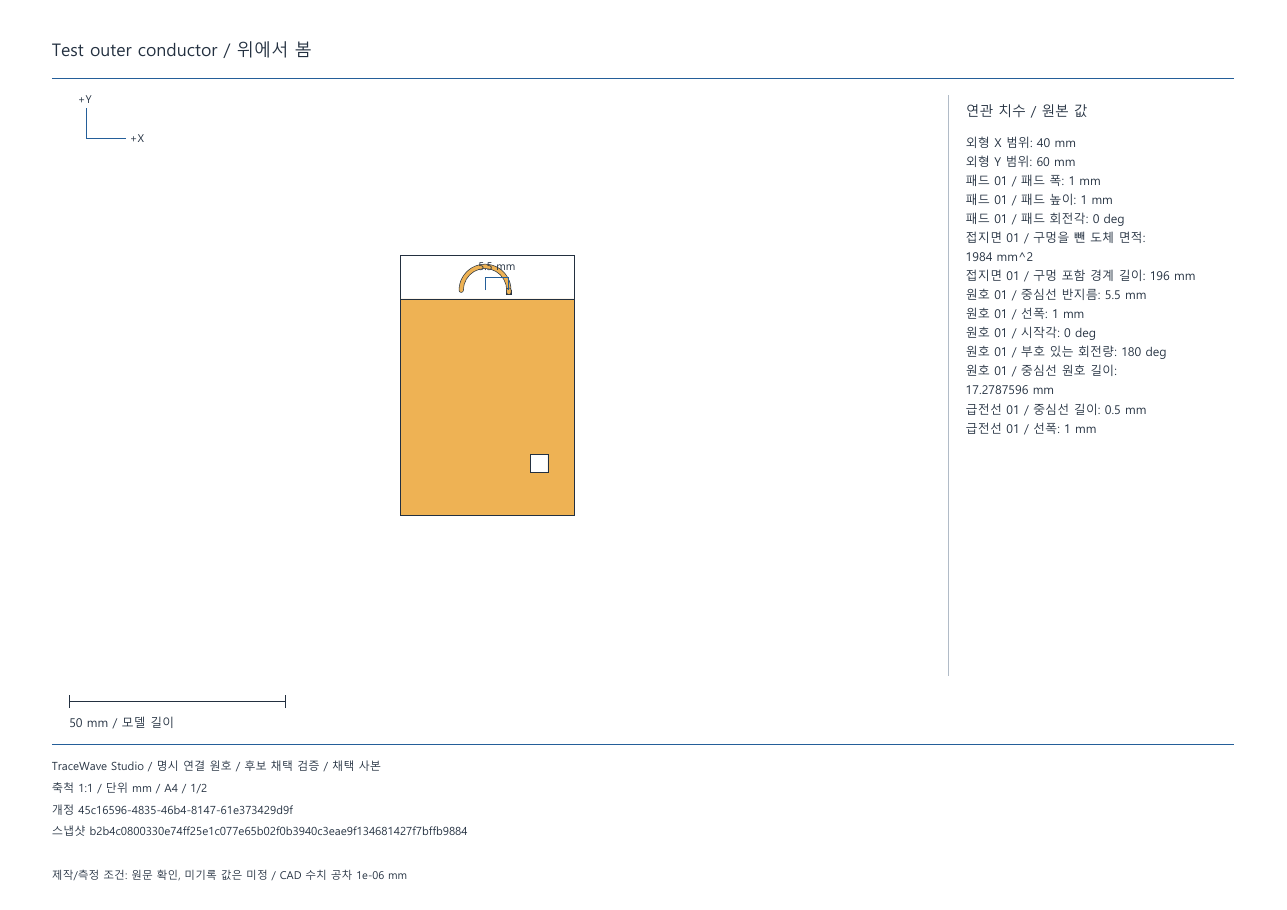 Test outer conductor / 위에서 봄
+Y
+X
5.5 mm
50 mm / 모델 길이
연관 치수 / 원본 값
외형 X 범위: 40 mm
외형 Y 범위: 60 mm
패드 01 / 패드 폭: 1 mm
패드 01 / 패드 높이: 1 mm
패드 01 / 패드 회전각: 0 deg
접지면 01 / 구멍을 뺀 도체 면적:
1984 mm^2
접지면 01 / 구멍 포함 경계 길이: 196 mm
원호 01 / 중심선 반지름: 5.5 mm
원호 01 / 선폭: 1 mm
원호 01 / 시작각: 0 deg
원호 01 / 부호 있는 회전량: 180 deg
원호 01 / 중심선 원호 길이:
17.2787596 mm
급전선 01 / 중심선 길이: 0.5 mm
급전선 01 / 선폭: 1 mm
TraceWave Studio / 명시 연결 원호 / 후보 채택 검증 / 채택 사본
축척 1:1 / 단위 mm / A4 / 1/2
개정 45c16596-4835-46b4-8147-61e373429d9f
스냅샷 b2b4c0800330e74ff25e1c077e65b02f0b3940c3eae9f134681427f7bffb9884
제작/측정 조건: 원문 확인, 미기록 값은 미정 / CAD 수치 공차 1e-06 mm